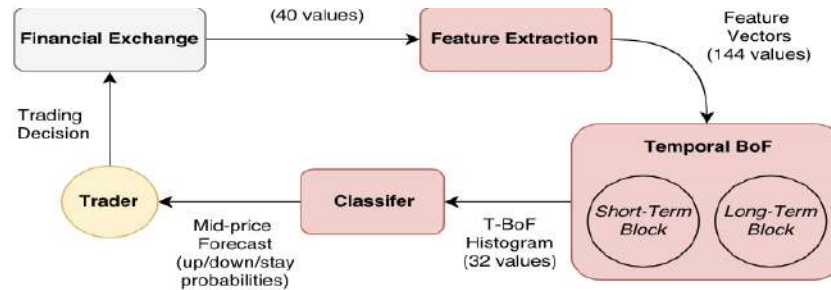 (40 values)
Financial Exchange
Feature Extraction
Feature
Vectors
(144 values)
Trading
Decision
Temporal BoF
Short-Term
Block
Long-Term
Block
Trader
Classifer
Mid-price
Forecast
(up/down/stay
probabilities)
T-BoF
Histogram
(32 values)